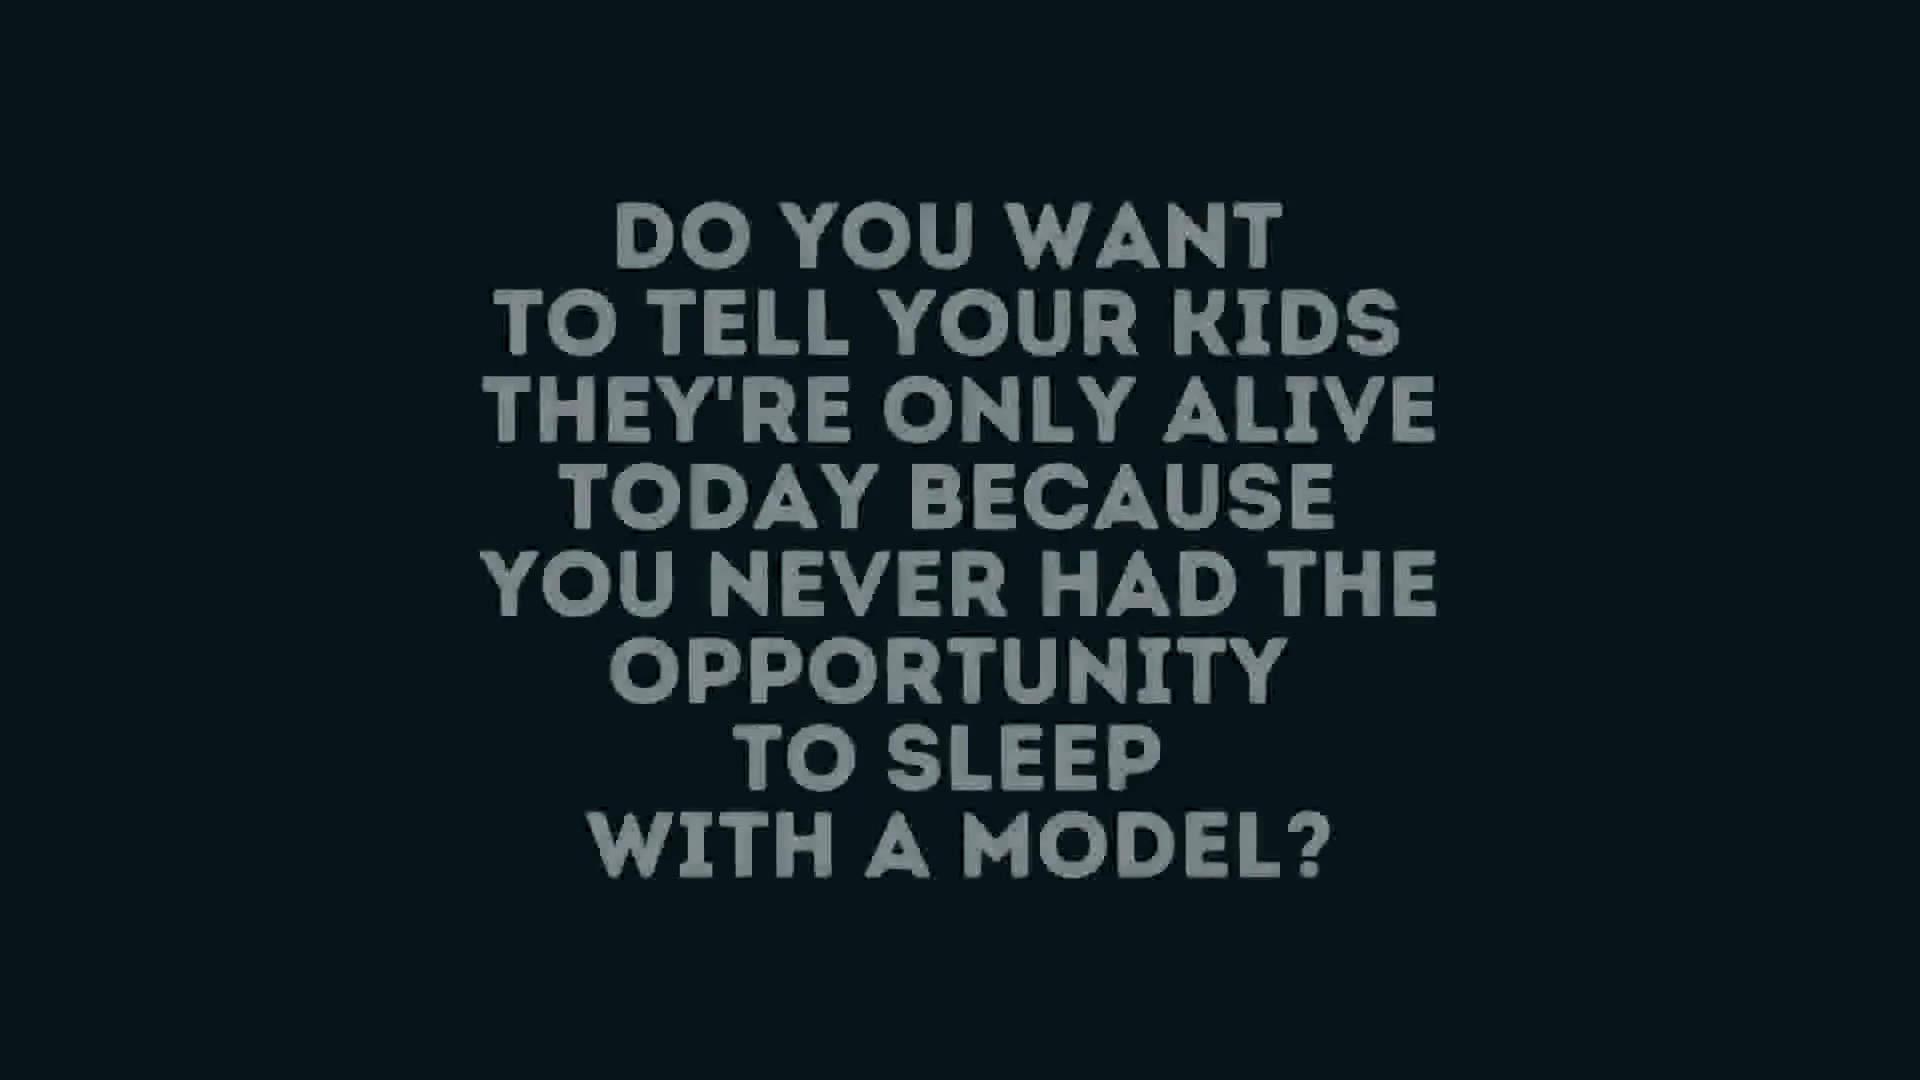 DO YOU WANT
TO TELL YOUR KIDS
THEY'RE ONLY ALIVE
TODAY BECAUSE
YOU NEVER HAD THE
OPPORTUNITY
TO SLEEP
WITH A MODEL?